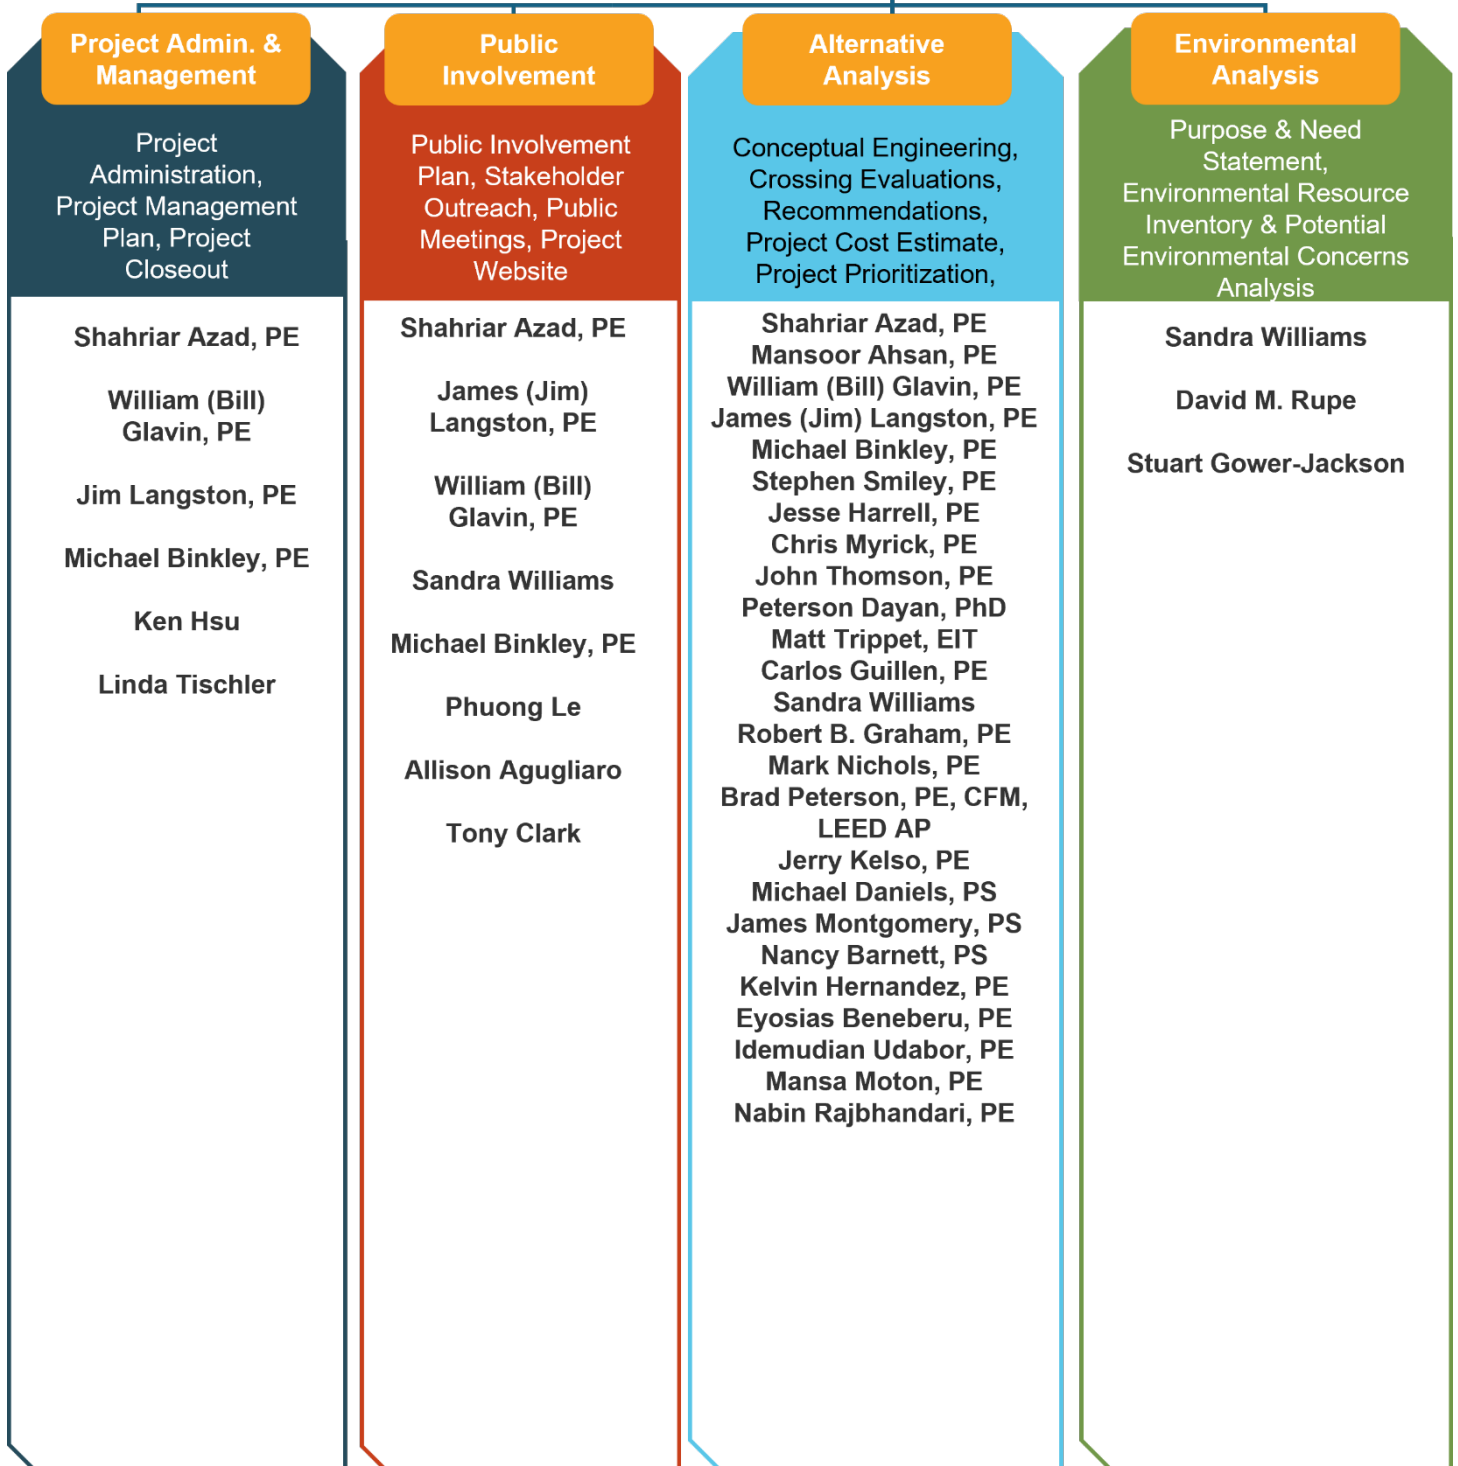 Project Admin. &
Management
Project
Administration,
Project Management
Plan, Project
Closeout
Shahriar Azad, PE
William (Bill)
Glavin, PE
Jim Langston, PE
Michael Binkley, PE
Ken Hsu
Linda Tischler
Public
Involvement
Public Involvement
Plan, Stakeholder
Outreach, Public
Meetings, Project
Website
Shahriar Azad, PE
James (Jim)
Langston, PE
William (Bill)
Glavin, PE
Sandra Williams
Michael Binkley, PE
Phuong Le
Allison Agugliaro
Tony Clark
Alternative
Analysis
Conceptual Engineering,
Crossing Evaluations,
Recommendations,
Project Cost Estimate,
Project Prioritization,
Shahriar Azad, PE
Mansoor Ahsan, PE
William (Bill) Glavin, PE
James (Jim) Langston, PE
Michael Binkley, PE
Stephen Smiley, PE
Jesse Harrell, PE
Chris Myrick, PE
John Thomson, PE
Peterson Dayan, PhD
Matt Trippet, EIT
Carlos Guillen, PE
Sandra Williams
Robert B. Graham, PE
Mark Nichols, PE
Brad Peterson, PE, CFM,
LEED AP
Jerry Kelso, PE
Michael Daniels, PS
James Montgomery, PS
Nancy Barnett, PS
Kelvin Hernandez, PE
Eyosias Beneberu, PE
Idemudian Udabor, PE
Mansa Moton, PE
Nabin Rajbhandari, PE
Environmental
Analysis
Purpose & Need
Statement,
Environmental Resource
Inventory & Potential
Environmental Concerns
Analysis
Sandra Williams
David M. Rupe
Stuart Gower-Jackson